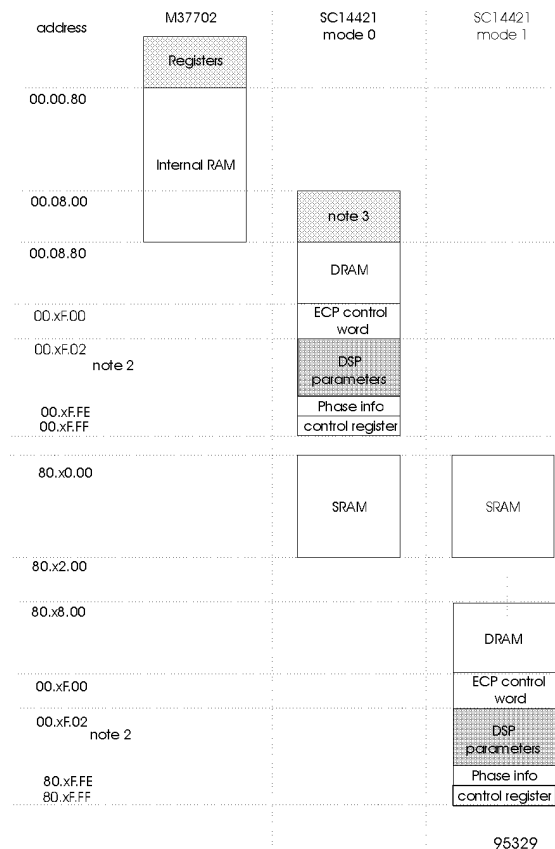 address M37702 SC14421 mode 0 SC14421 mode 1
Registers
00.00.80
Internal RAM
00.08.00
note 3
00.08.80
DRAM
00.xF.00
ECP control
word
00.xF.02
note 2
DSP
parameters
00.xF.FE
Phase info
00.xF.FF
control register
80.x0.00
SRAM
SRAM
80.x2.00
80.x8.00
DRAM
00.xF.00
ECP control
word
00.xF.02
note 2
DSP
parameters
80.xF.FE
Phase info
80.xF.FF
control register
95329